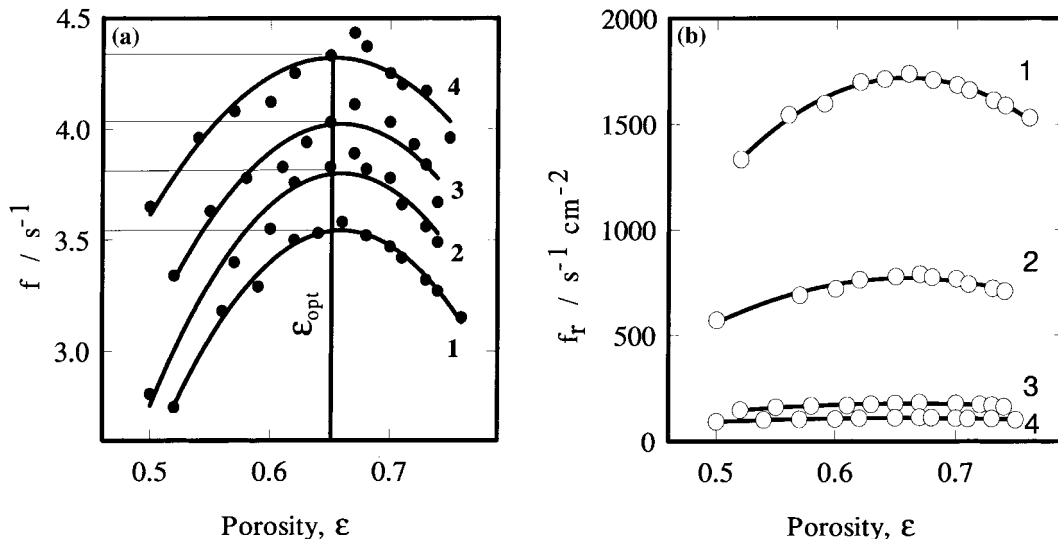 (a)
4.5
4.0
3.5
3.0
f / s⁻¹
4
3
2
1
εopt
0.5 0.6 0.7
Porosity, ε
(b)
2000
1500
1000
500
0
fr / s⁻¹ cm⁻²
1
2
3
4
0.5 0.6 0.7
Porosity, ε